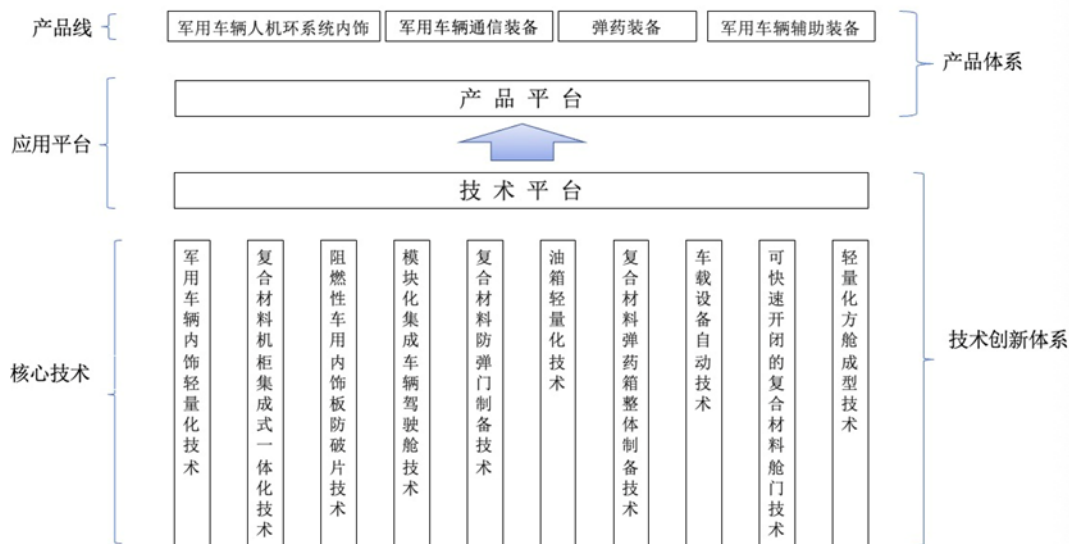 产品线
军用车辆人机环系统内饰
军用车辆通信装备
弹药装备
军用车辆辅助装备
产品体系
产品平台
应用平台
技术平台
核心技术
军用车辆内饰轻量化技术
复合材料机柜集成式一体化技术
阻燃性车用内饰板防破片技术
模块化集成车辆驾驶舱技术
复合材料防弹门制备技术
油箱轻量化技术
复合材料弹药箱整体制备技术
车载设备自动技术
可快速开闭的复合材料舱门技术
轻量化方舱成型技术
技术创新体系